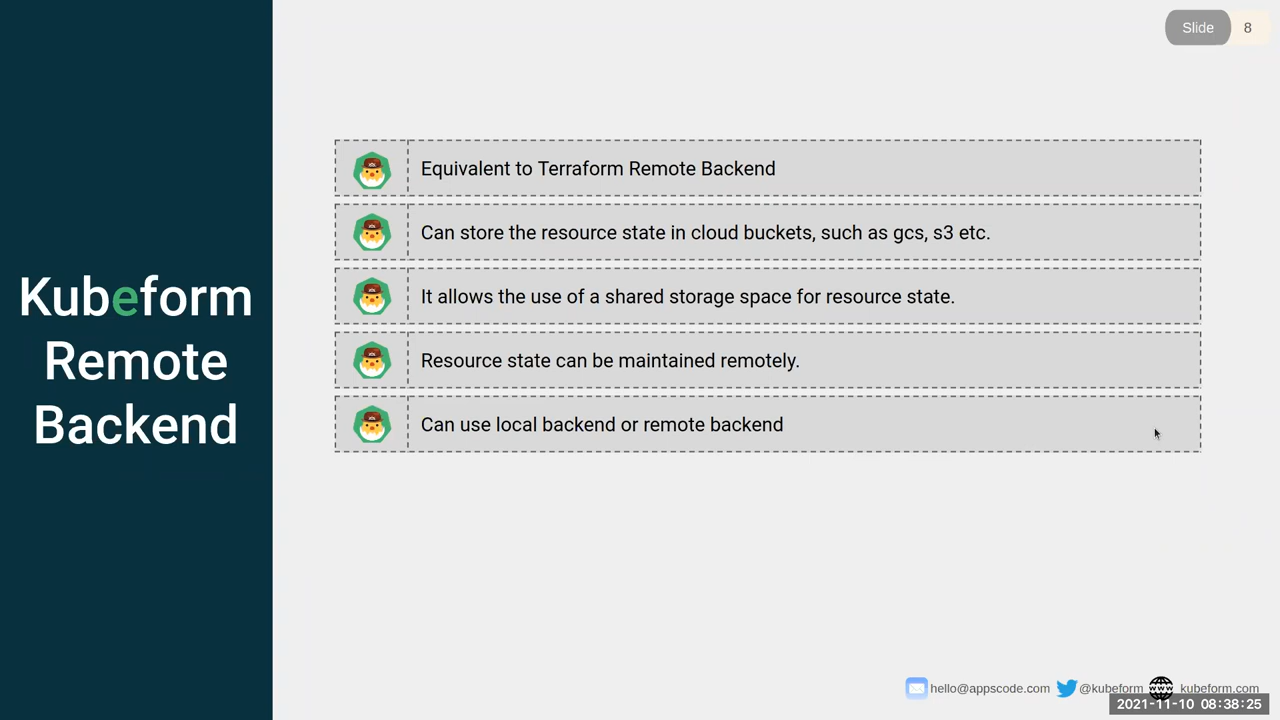 Slide 8
Kubeform
Remote
Backend
Equivalent to Terraform Remote Backend
Can store the resource state in cloud buckets, such as gcs, s3 etc.
It allows the use of a shared storage space for resource state.
Resource state can be maintained remotely.
Can use local backend or remote backend
hello@appscode.com @kubeform kubeform.com
2021-11-10 08:38:25